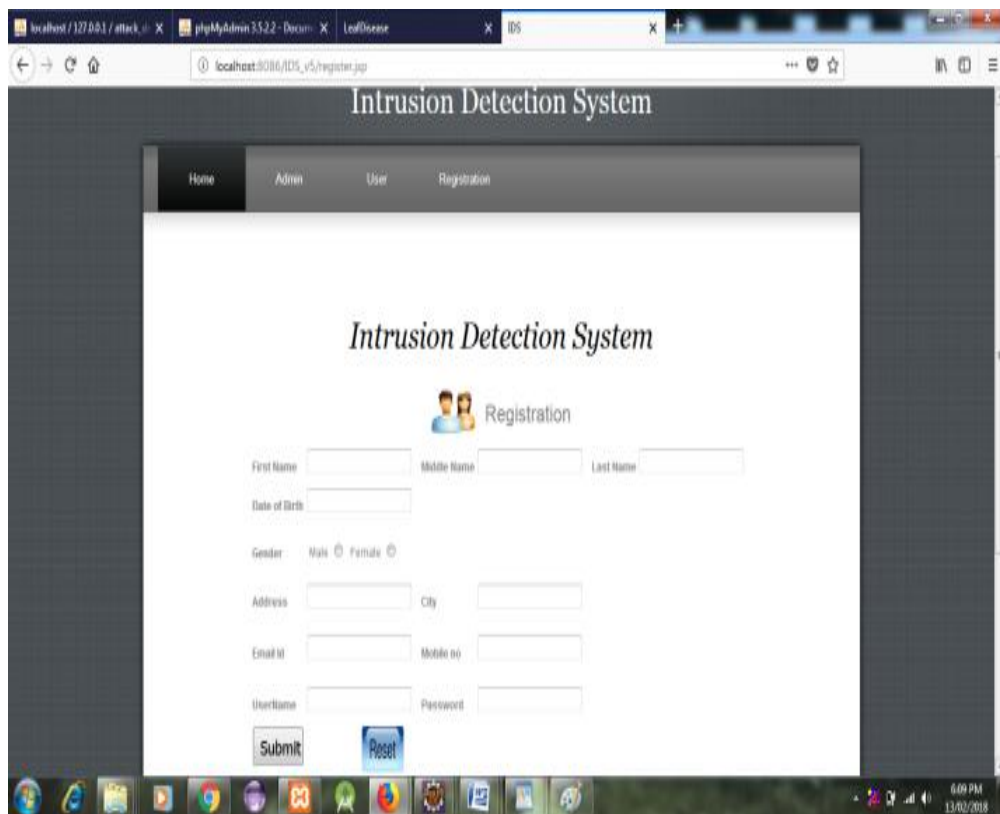 localhost / 127.0.0.1 / attack_ X phpMyAdmin 3.5.2.2 - Docum X LeafDisease X IDS X +
localhost:8086/IDS_v5/register.jsp
Intrusion Detection System
Home Admin User Registration
Intrusion Detection System
Registration
First Name Middle Name Last Name
Date of Birth
Gender Male Female
Address City
Email Id Mobile no
UserName Password
Submit Reset
6:09 PM
13/02/2018